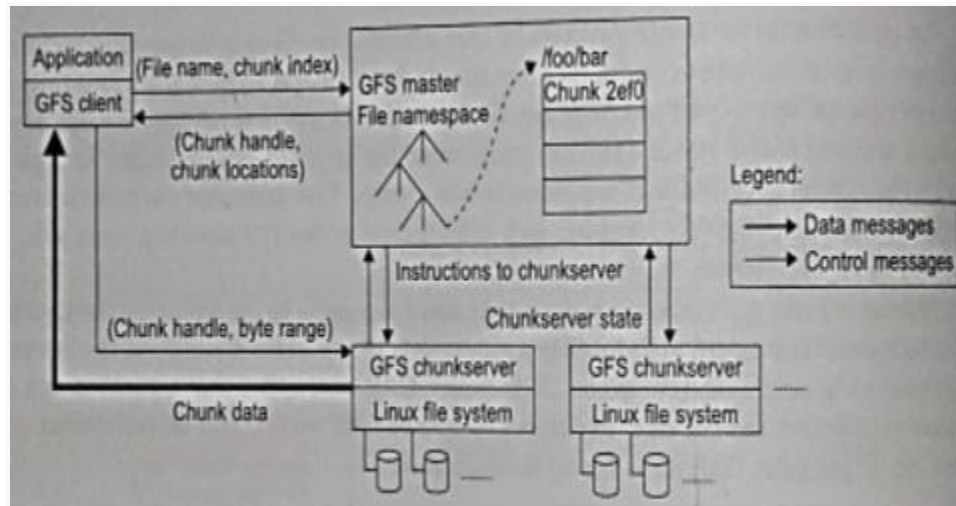 Application
GFS client
(File name, chunk index)
(Chunk handle,
chunk locations)
GFS master
File namespace
/foo/bar
Chunk 2ef0
Legend:
Data messages
Control messages
Instructions to chunkserver
Chunkserver state
(Chunk handle, byte range)
Chunk data
GFS chunkserver
Linux file system
GFS chunkserver
Linux file system